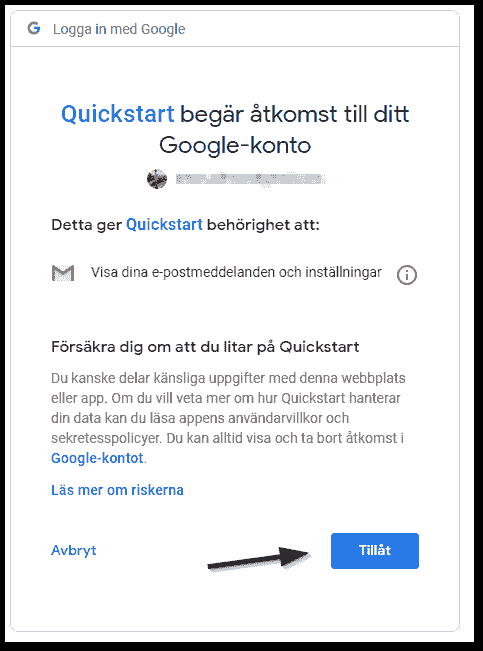 Logga in med Google
Quickstart begär åtkomst till ditt
Google-konto
Detta ger Quickstart behörighet att:
Visa dina e-postmeddelanden och inställningar
Försäkra dig om att du litar på Quickstart
Du kanske delar känsliga uppgifter med denna webbplats
eller app. Om du vill veta mer om hur Quickstart hanterar
din data kan du läsa appens användarvillkor och
sekretesspolicyer. Du kan alltid visa och ta bort åtkomst i
Google-kontot.
Läs mer om riskerna
Avbryt
Tillåt